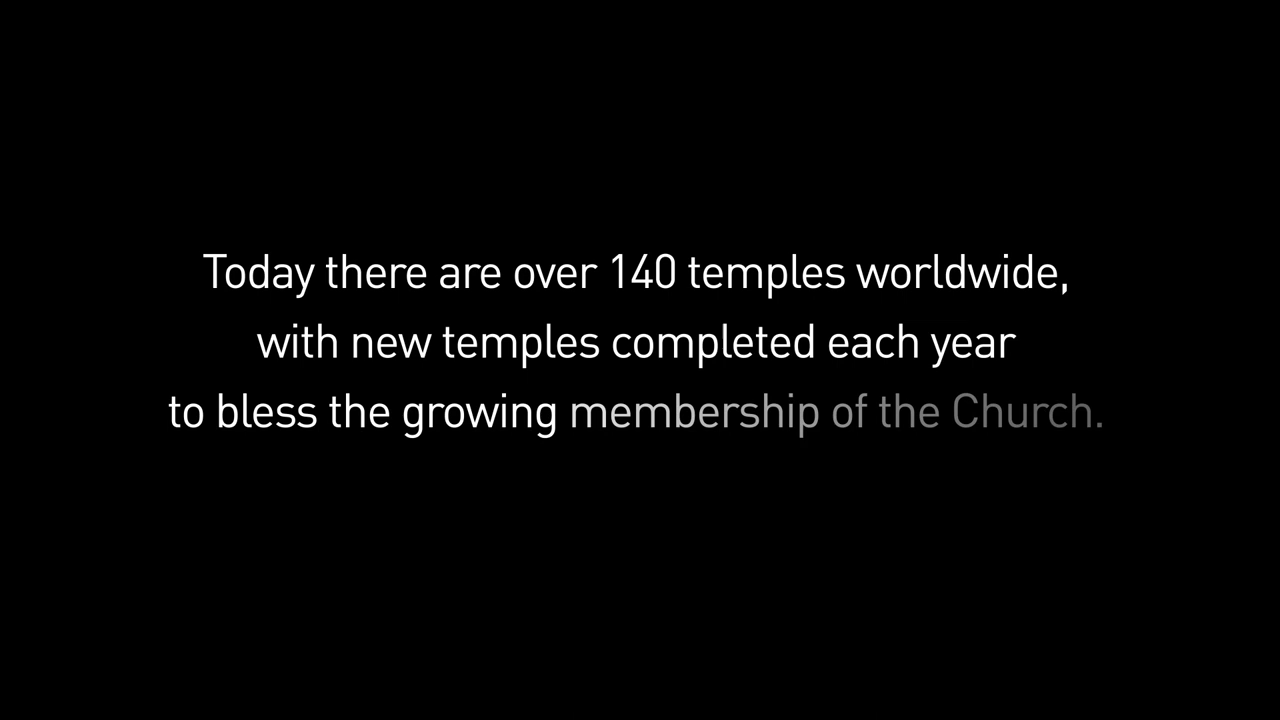 Today there are over 140 temples worldwide,
with new temples completed each year
to bless the growing membership of the Church.